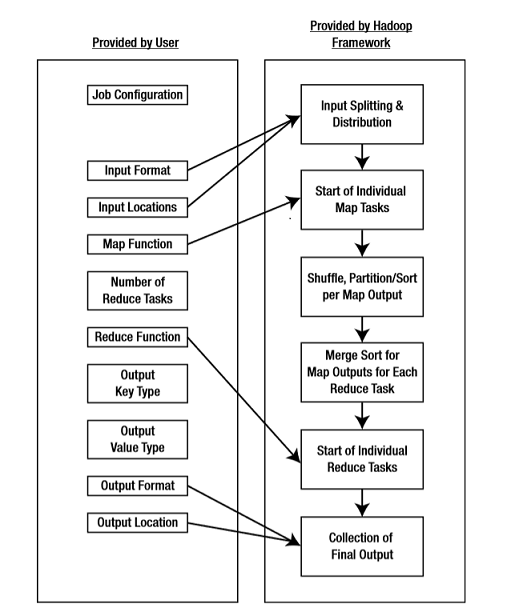 Provided by User
Job Configuration
Input Format
Input Locations
Map Function
Number of
Reduce Tasks
Reduce Function
Output
Key Type
Output
Value Type
Output Format
Output Location
Provided by Hadoop
Framework
Input Splitting &
Distribution
Start of Individual
Map Tasks
Shuffle, Partition/Sort
per Map Output
Merge Sort for
Map Outputs for Each
Reduce Task
Start of Individual
Reduce Tasks
Collection of
Final Output